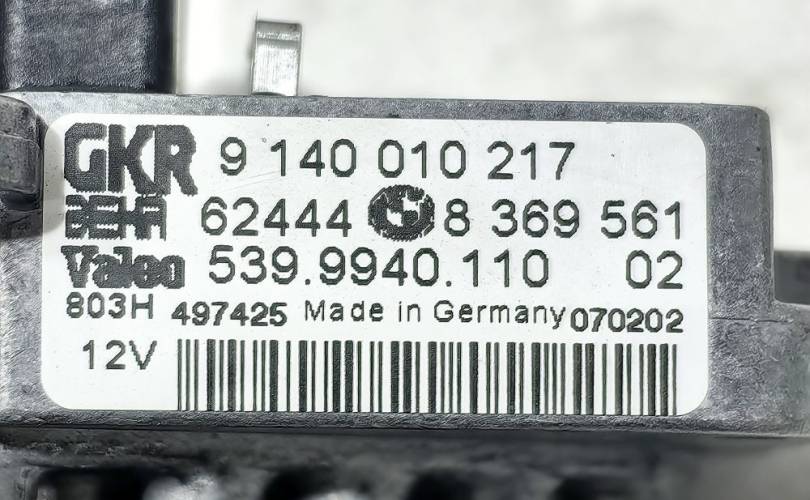 GKR 9 140 010 217
BEHR 62444 8 369 561
Valeo 539.9940.110 02
803H 497425 Made in Germany 070202
12V